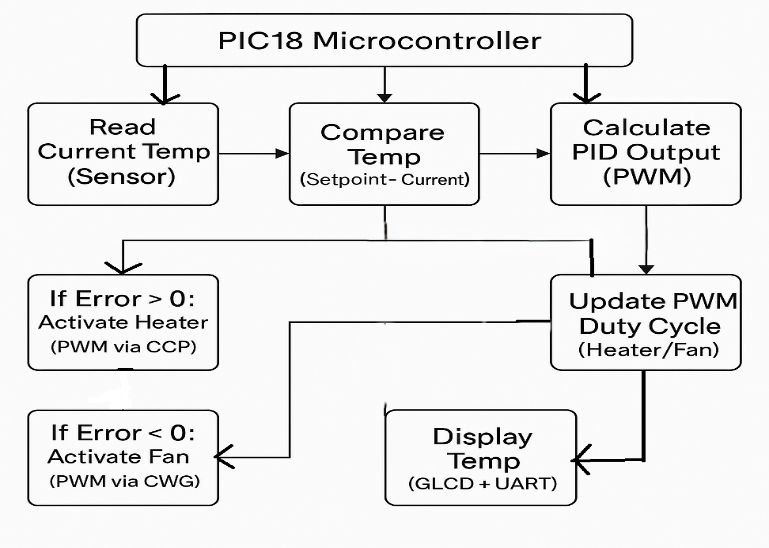 PIC18 Microcontroller
Read
Current Temp
(Sensor)
Compare
Temp
(Setpoint- Current)
Calculate
PID Output
(PWM)
If Error > 0:
Activate Heater
(PWM via CCP)
Update PWM
Duty Cycle
(Heater/Fan)
If Error < 0:
Activate Fan
(PWM via CWG)
Display
Temp
(GLCD + UART)